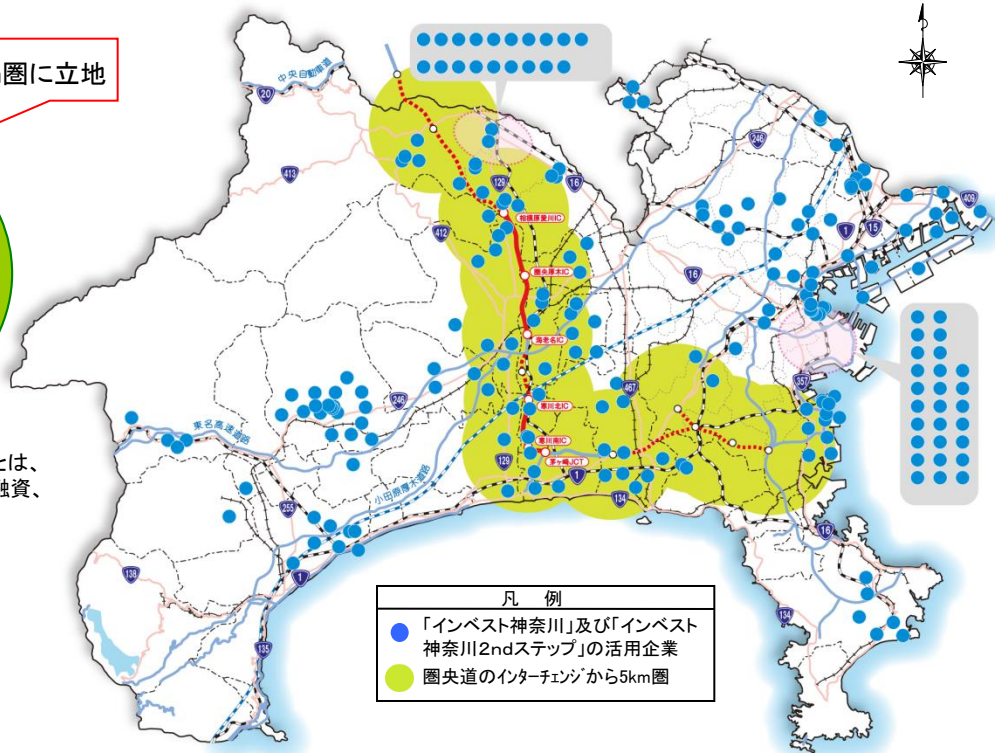 圏に立地
中央自動車道
20
413
129
16
412
相模原愛川IC
圏央厚木IC
海老名IC
寒川北IC
寒川南IC
茅ヶ崎JCT
246
409
1
15
16
357
467
246
東名高速道路
129
1
134
小田原厚木道路
255
とは、
融資、
138
1
135
16
134
凡 例
「インベスト神奈川」及び「インベスト
神奈川2ndステップ」の活用企業
圏央道のインターチェンジから5km圏